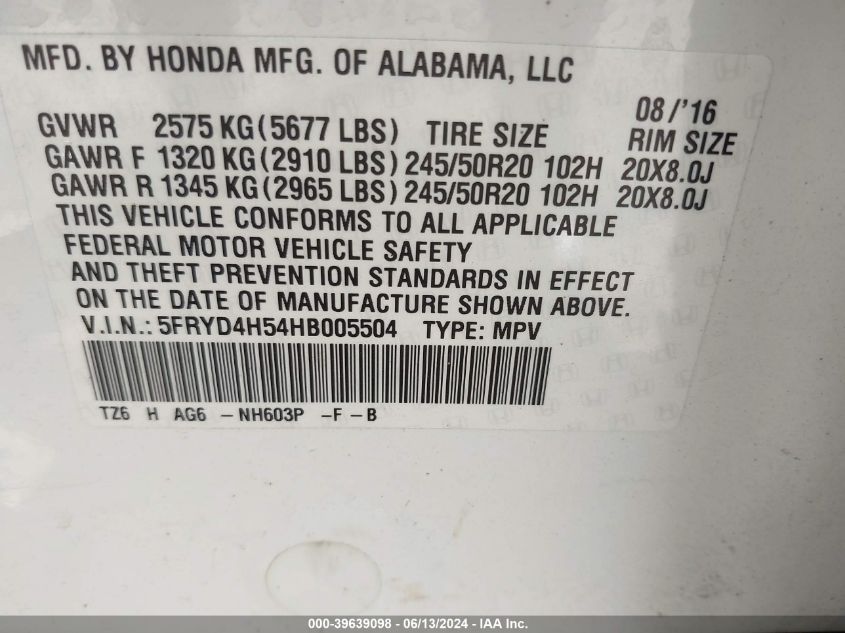 MFD. BY HONDA MFG. OF ALABAMA, LLC
08/'16
GVWR 2575 KG (5677 LBS) TIRE SIZE RIM SIZE
GAWR F 1320 KG (2910 LBS) 245/50R20 102H 20X8.0J
GAWR R 1345 KG (2965 LBS) 245/50R20 102H 20X8.0J
THIS VEHICLE CONFORMS TO ALL APPLICABLE
FEDERAL MOTOR VEHICLE SAFETY
AND THEFT PREVENTION STANDARDS IN EFFECT
ON THE DATE OF MANUFACTURE SHOWN ABOVE.
V.I.N.: 5FRYD4H54HB005504 TYPE: MPV
TZ6 H AG6 – NH603P –F –B
000-39639098 - 06/13/2024 - IAA Inc.